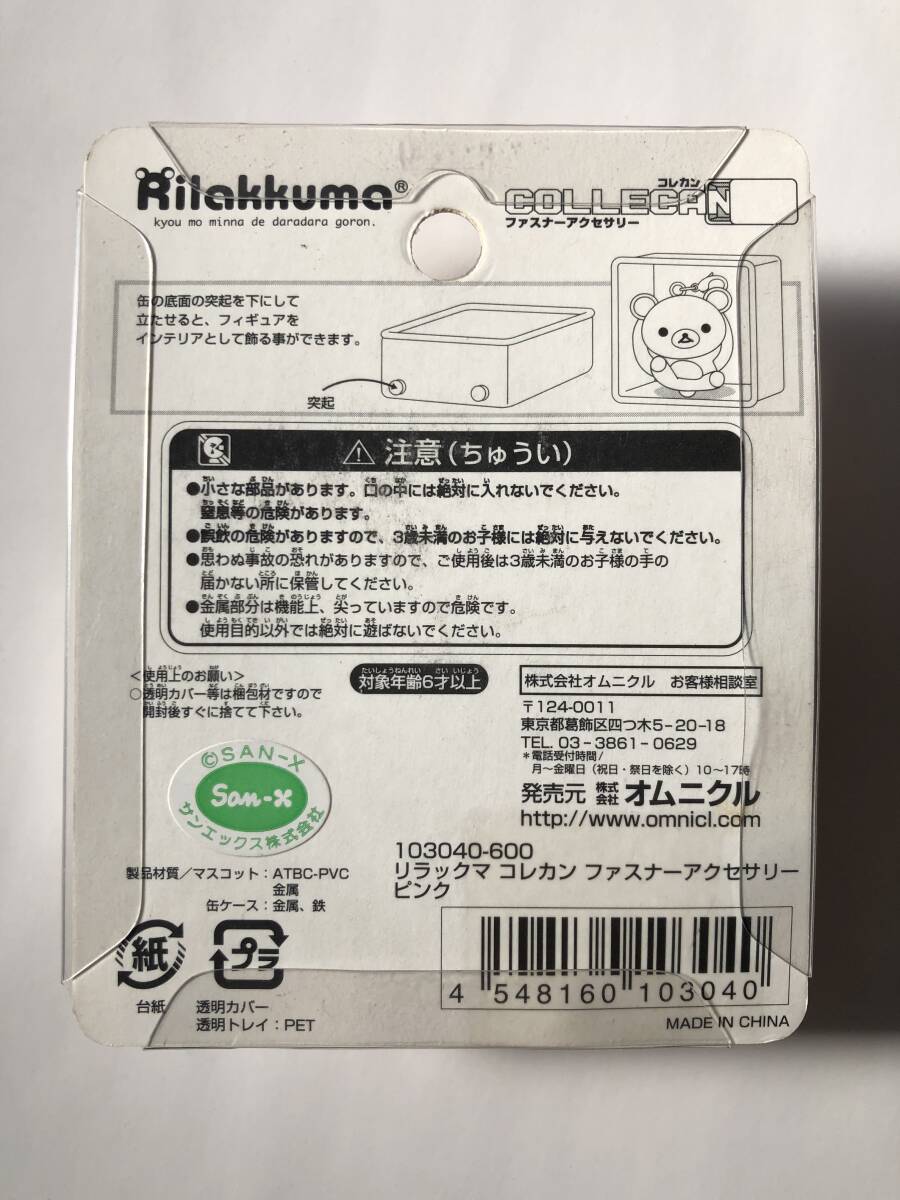 Rilakkuma®
kyou mo minna de daradara goron.
コレカン
COLLECAN
ファスナーアクセサリー
缶の底面の突起を下にして
立たせると、フィギュアを
インテリアとして飾る事ができます。
突起
⚠注意(ちゅうい)
●小さな部品があります。口の中には絶対に入れないでください。
窒息等の危険があります。
●誤飲の危険がありますので、3歳未満のお子様には絶対に与えないでください。
●思わぬ事故の恐れがありますので、ご使用後は3歳未満のお子様の手の
届かない所に保管してください。
●金属部分は機能上、尖っていますので危険です。
使用目的以外では絶対に遊ばないでください。
<使用上のお願い>
○透明カバー等は梱包材ですので
開封後すぐに捨てて下さい。
対象年齢6才以上
株式会社オムニクル お客様相談室
〒124-0011
東京都葛飾区四つ木5-20-18
TEL. 03-3861-0629
*電話受付時間/
月〜金曜日(祝日・祭日を除く)10〜17時
発売元 株式会社オムニクル
http://www.omnicl.com
©SAN-X
San-x
サンエックス株式会社
103040-600
リラックマ コレカン ファスナーアクセサリー
ピンク
製品材質/マスコット:ATBC-PVC
金属
缶ケース:金属、鉄
紙
台紙
プラ
透明カバー
透明トレイ:PET
4 548160 103040
MADE IN CHINA